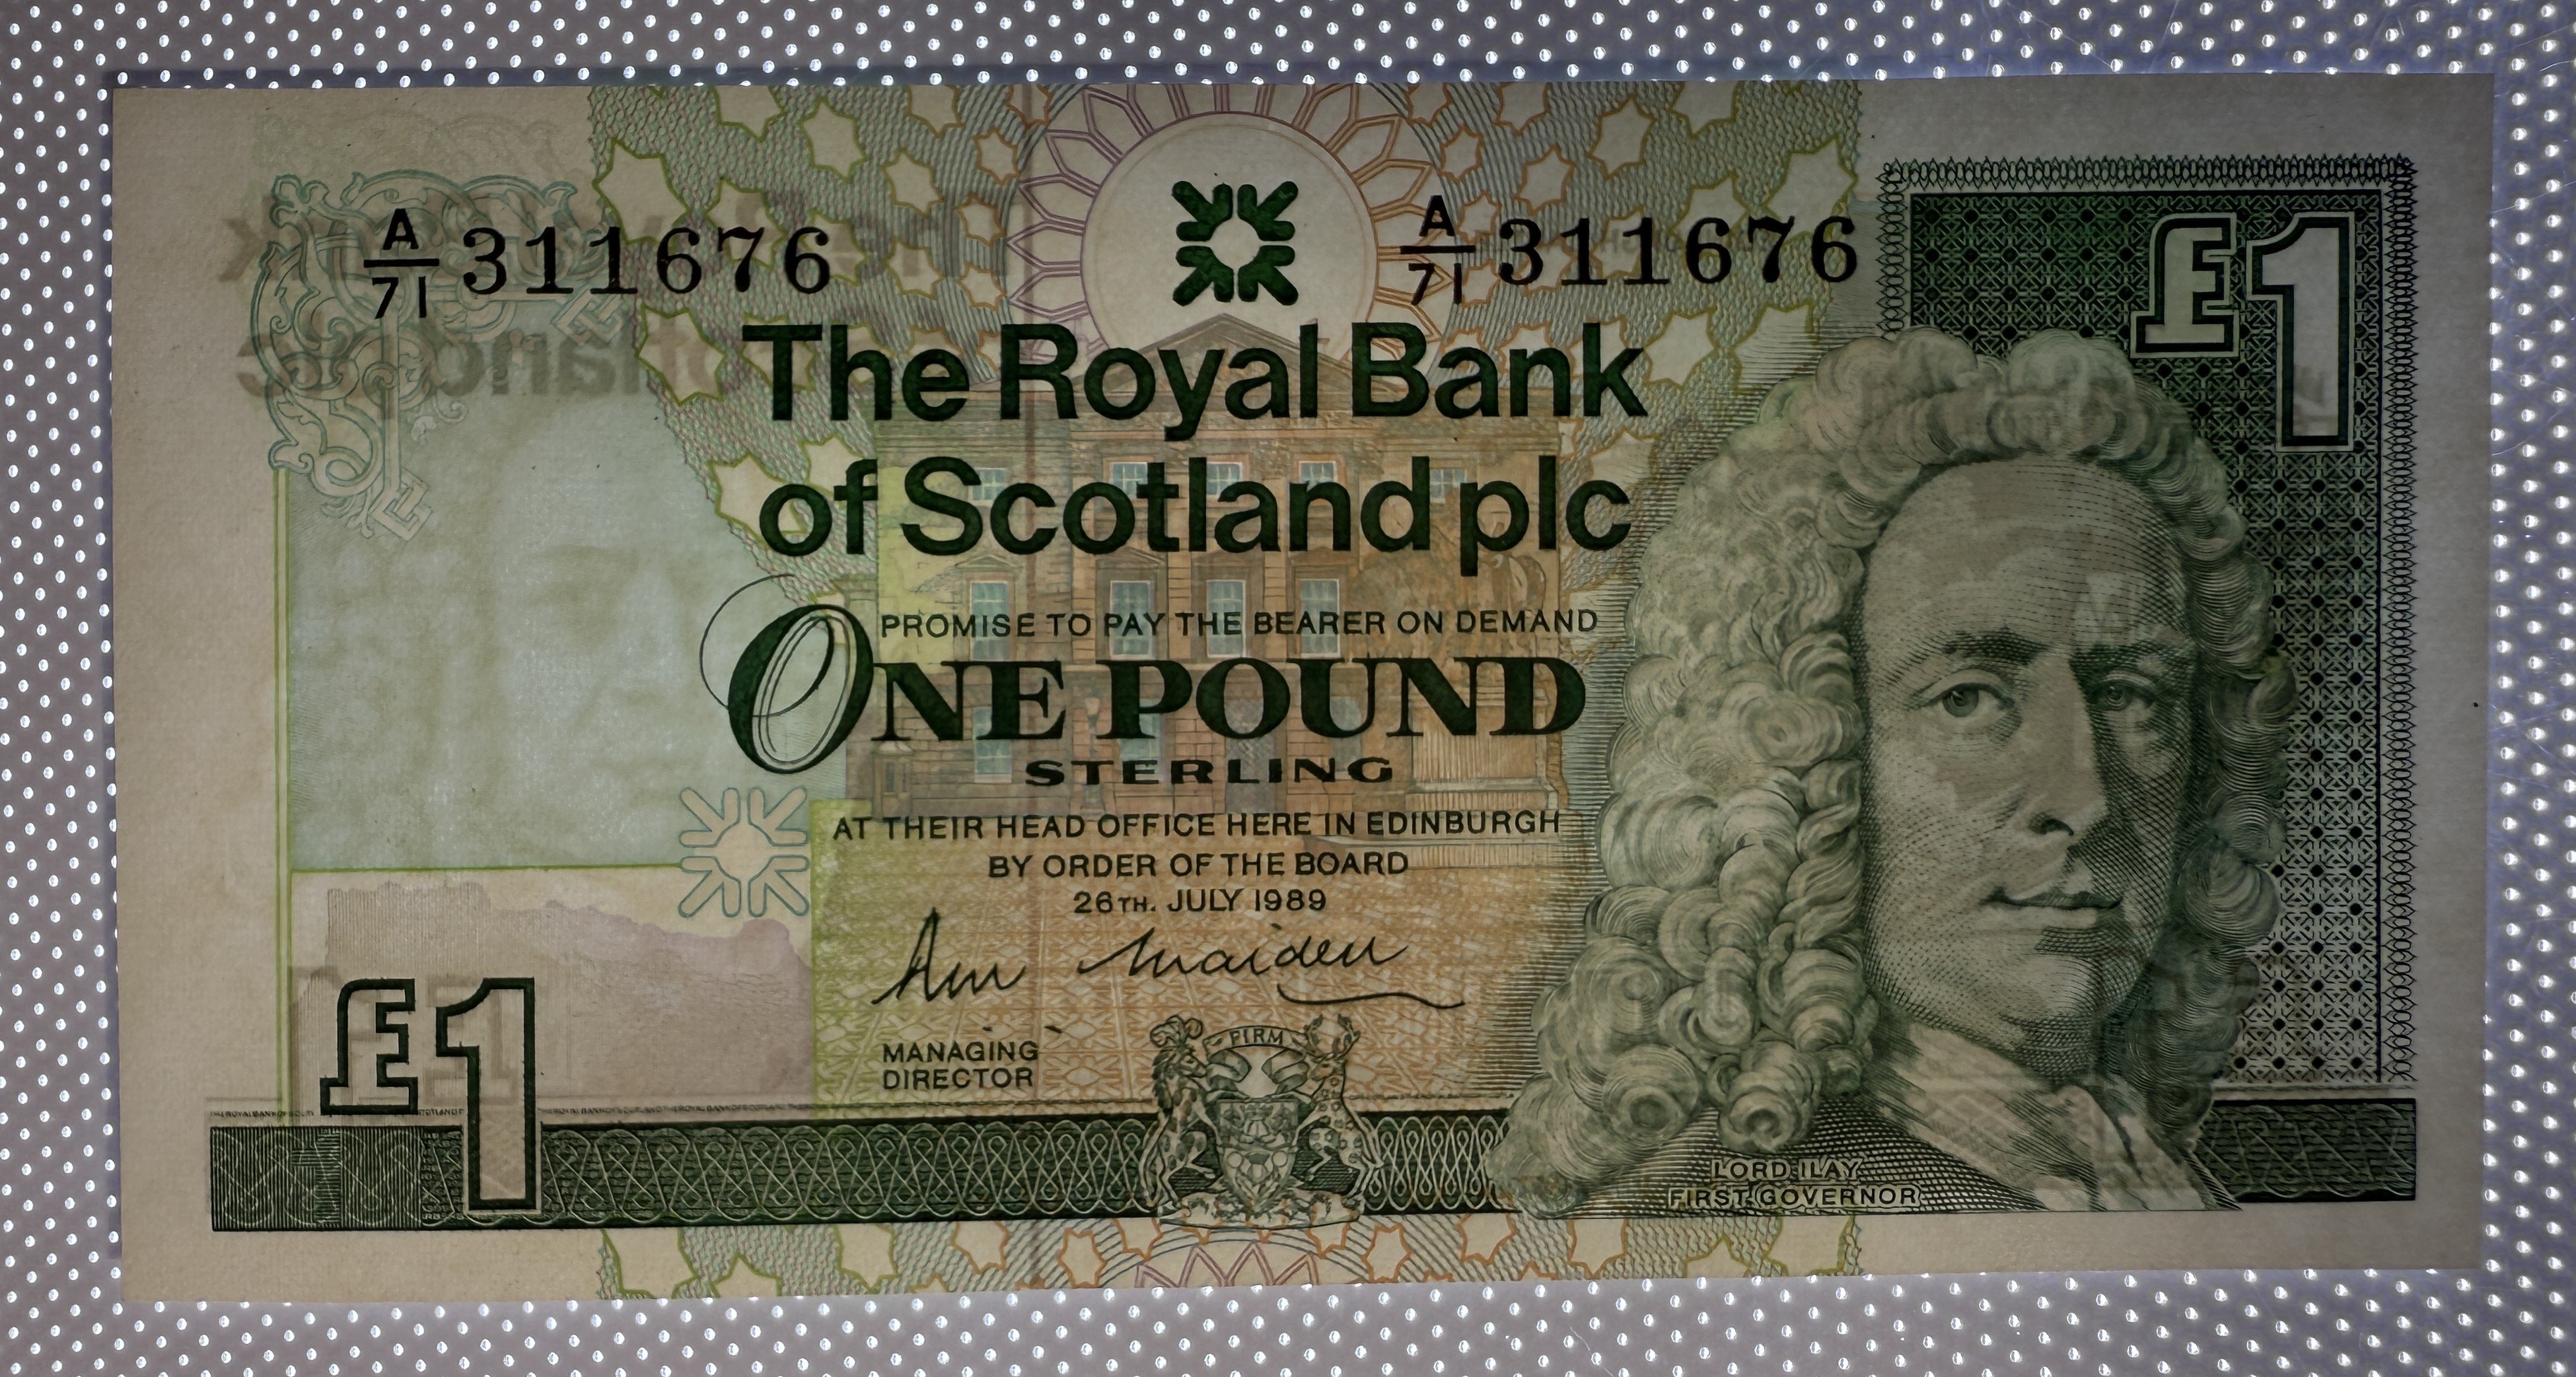 A/71 311676
A/71 311676
£1
The Royal Bank
of Scotland plc
PROMISE TO PAY THE BEARER ON DEMAND
ONE POUND
STERLING
AT THEIR HEAD OFFICE HERE IN EDINBURGH
BY ORDER OF THE BOARD
26TH. JULY 1989
MANAGING
DIRECTOR
FIRM
£1
LORD ILAY
FIRST GOVERNOR